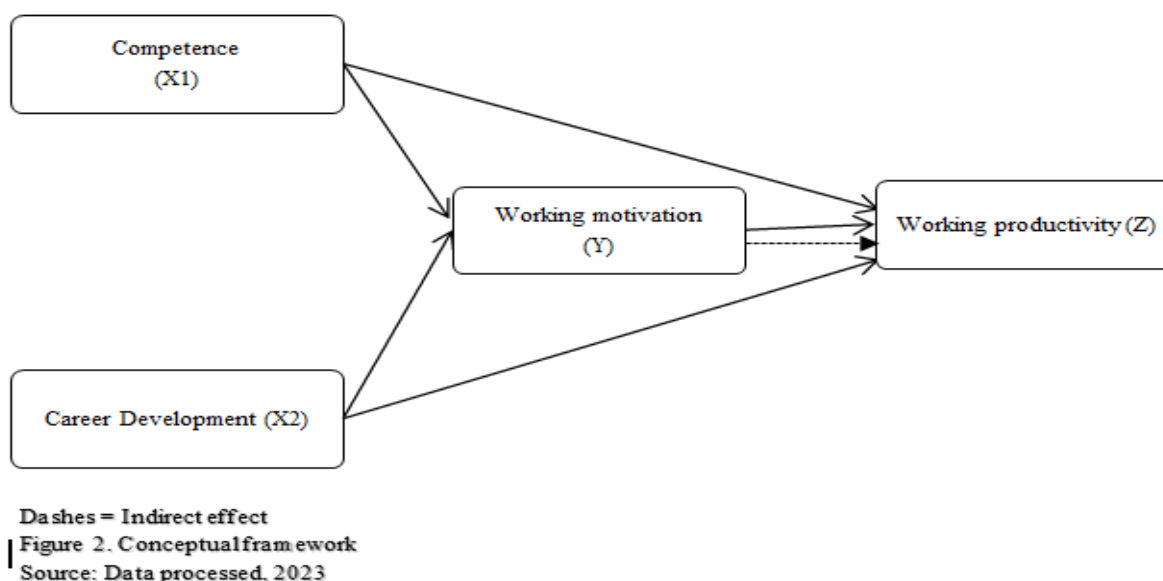 Competence
(X1)
Working motivation
(Y)
Working productivity (Z)
Career Development (X2)
Dashes = Indirect effect
Figure 2. Conceptual framework
Source: Data processed, 2023